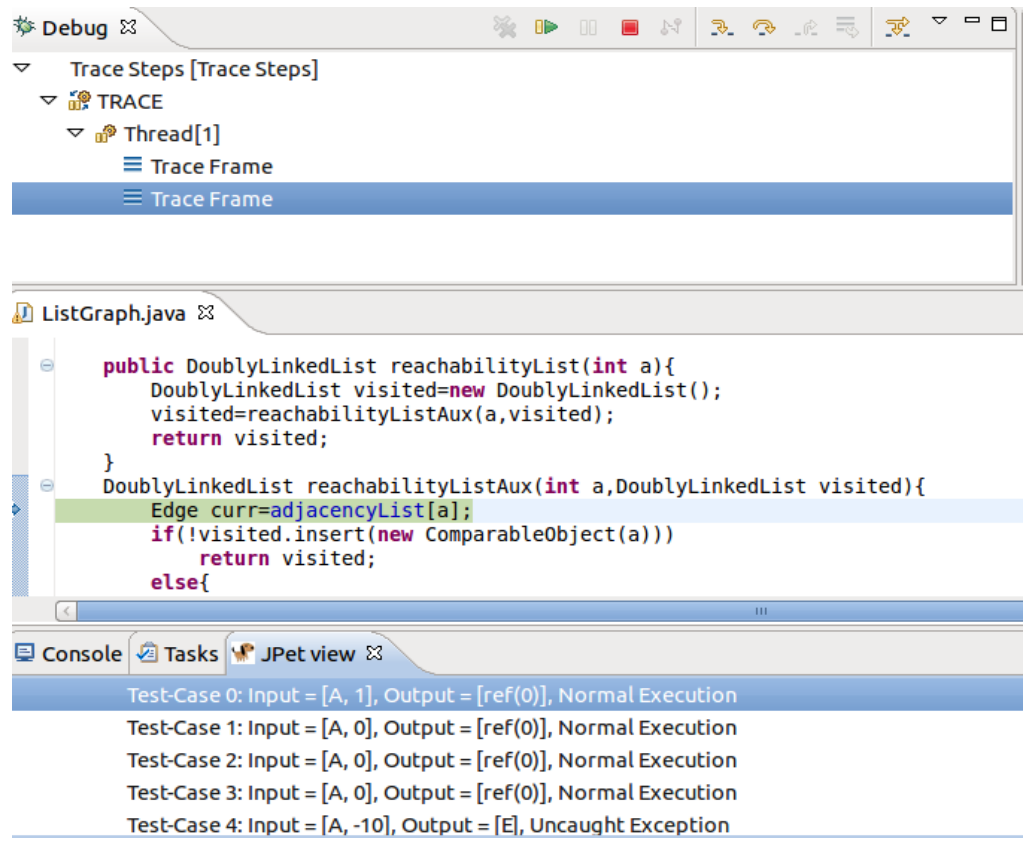 Debug
Trace Steps [Trace Steps]
TRACE
Thread[1]
Trace Frame
Trace Frame
ListGraph.java
public DoublyLinkedList reachabilityList(int a){
DoublyLinkedList visited=new DoublyLinkedList();
visited=reachabilityListAux(a,visited);
return visited;
}
DoublyLinkedList reachabilityListAux(int a,DoublyLinkedList visited){
Edge curr=adjacencyList[a];
if(!visited.insert(new ComparableObject(a)))
return visited;
else{
Console Tasks JPet view
Test-Case 0: Input = [A, 1], Output = [ref(0)], Normal Execution
Test-Case 1: Input = [A, 0], Output = [ref(0)], Normal Execution
Test-Case 2: Input = [A, 0], Output = [ref(0)], Normal Execution
Test-Case 3: Input = [A, 0], Output = [ref(0)], Normal Execution
Test-Case 4: Input = [A, -10], Output = [E], Uncaught Exception